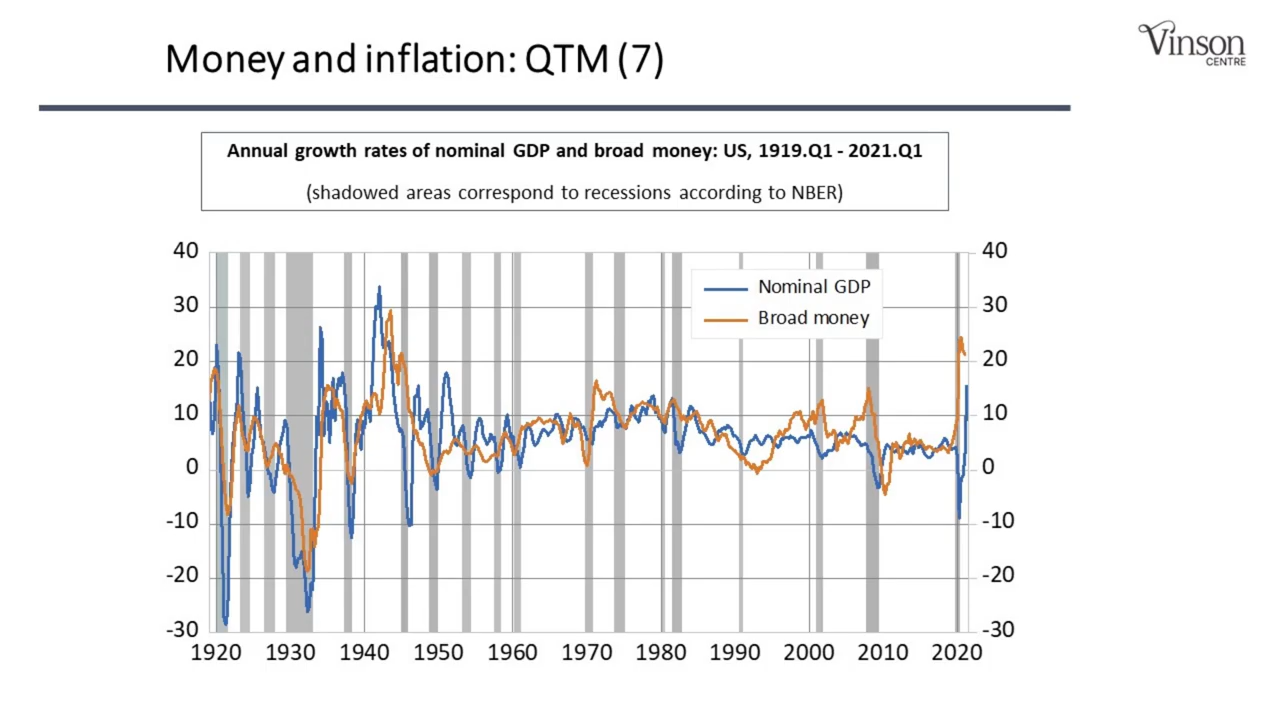 Money and inflation: QTM (7)
Vinson
CENTRE
Annual growth rates of nominal GDP and broad money: US, 1919.Q1 - 2021.Q1
(shadowed areas correspond to recessions according to NBER)
40 40
30 30
20 20
10 10
0 0
-10 -10
-20 -20
-30 -30
Nominal GDP
Broad money
1920 1930 1940 1950 1960 1970 1980 1990 2000 2010 2020